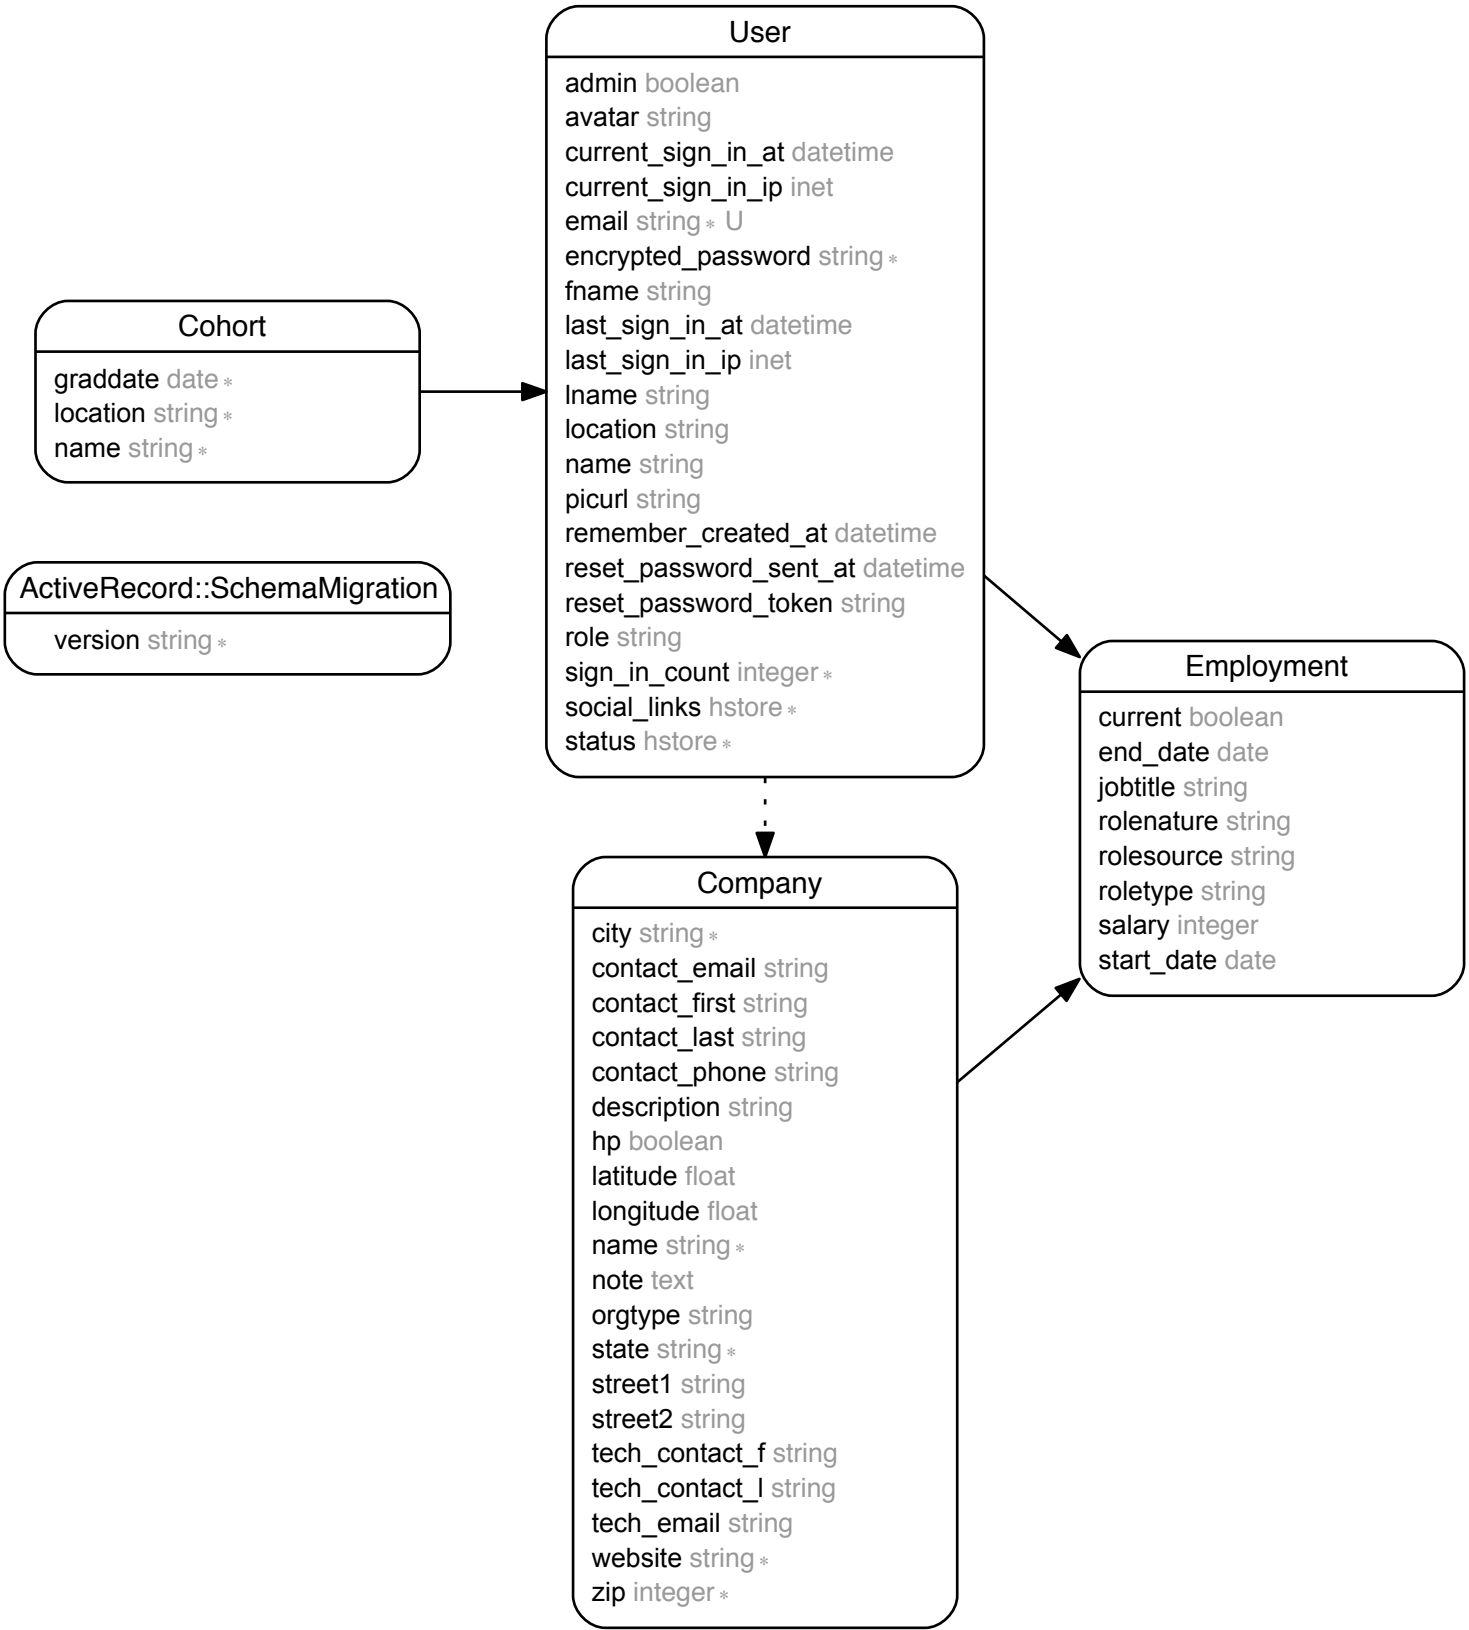 User
admin boolean
avatar string
current_sign_in_at datetime
current_sign_in_ip inet
email string* U
encrypted_password string*
fname string
last_sign_in_at datetime
last_sign_in_ip inet
lname string
location string
name string
picurl string
remember_created_at datetime
reset_password_sent_at datetime
reset_password_token string
role string
sign_in_count integer*
social_links hstore*
status hstore*
Cohort
graddate date*
location string*
name string*
ActiveRecord::SchemaMigration
version string*
Employment
current boolean
end_date date
jobtitle string
rolenature string
rolesource string
roletype string
salary integer
start_date date
Company
city string*
contact_email string
contact_first string
contact_last string
contact_phone string
description string
hp boolean
latitude float
longitude float
name string*
note text
orgtype string
state string*
street1 string
street2 string
tech_contact_f string
tech_contact_l string
tech_email string
website string*
zip integer*